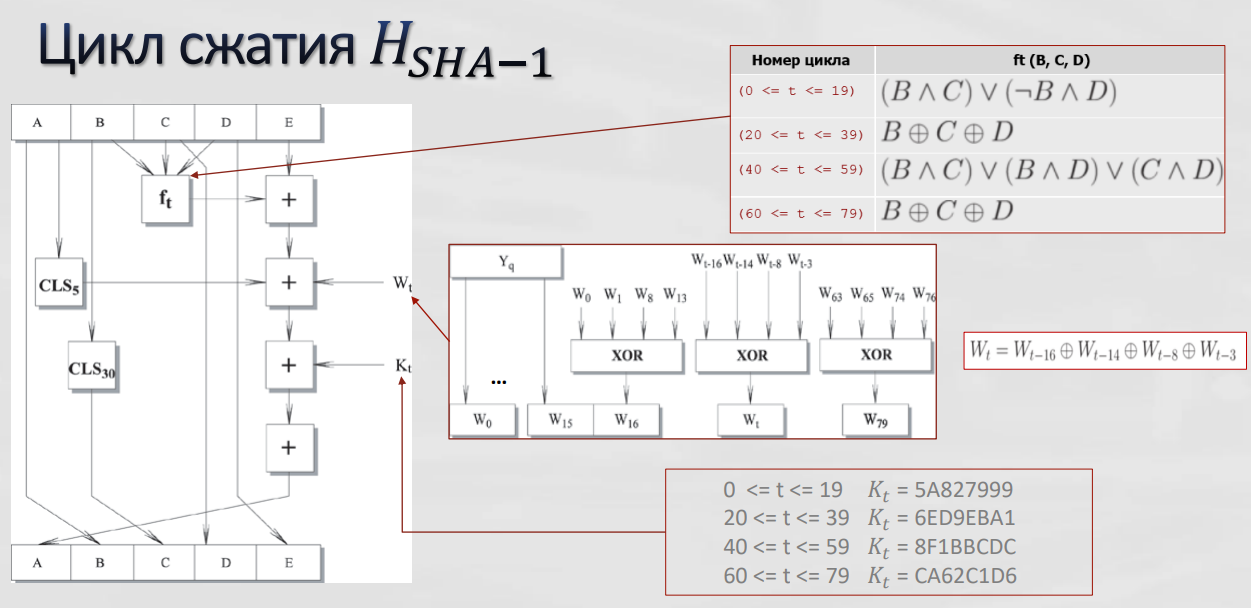 Цикл сжатия H_SHA−1
Номер цикла ft (B, C, D)
(0 <= t <= 19) (B ∧ C) ∨ (¬B ∧ D)
(20 <= t <= 39) B ⊕ C ⊕ D
(40 <= t <= 59) (B ∧ C) ∨ (B ∧ D) ∨ (C ∧ D)
(60 <= t <= 79) B ⊕ C ⊕ D
A B C D E
f_t +
CLS_5 + W_t
CLS_30 + K_t
+
A B C D E
Y_q
W_0 W_1 W_8 W_13
W_t-16 W_t-14 W_t-8 W_t-3
W_63 W_65 W_74 W_76
XOR XOR XOR
...
W_0 W_15 W_16 W_t W_79
W_t = W_t−16 ⊕ W_t−14 ⊕ W_t−8 ⊕ W_t−3
0 <= t <= 19 K_t = 5A827999
20 <= t <= 39 K_t = 6ED9EBA1
40 <= t <= 59 K_t = 8F1BBCDC
60 <= t <= 79 K_t = CA62C1D6